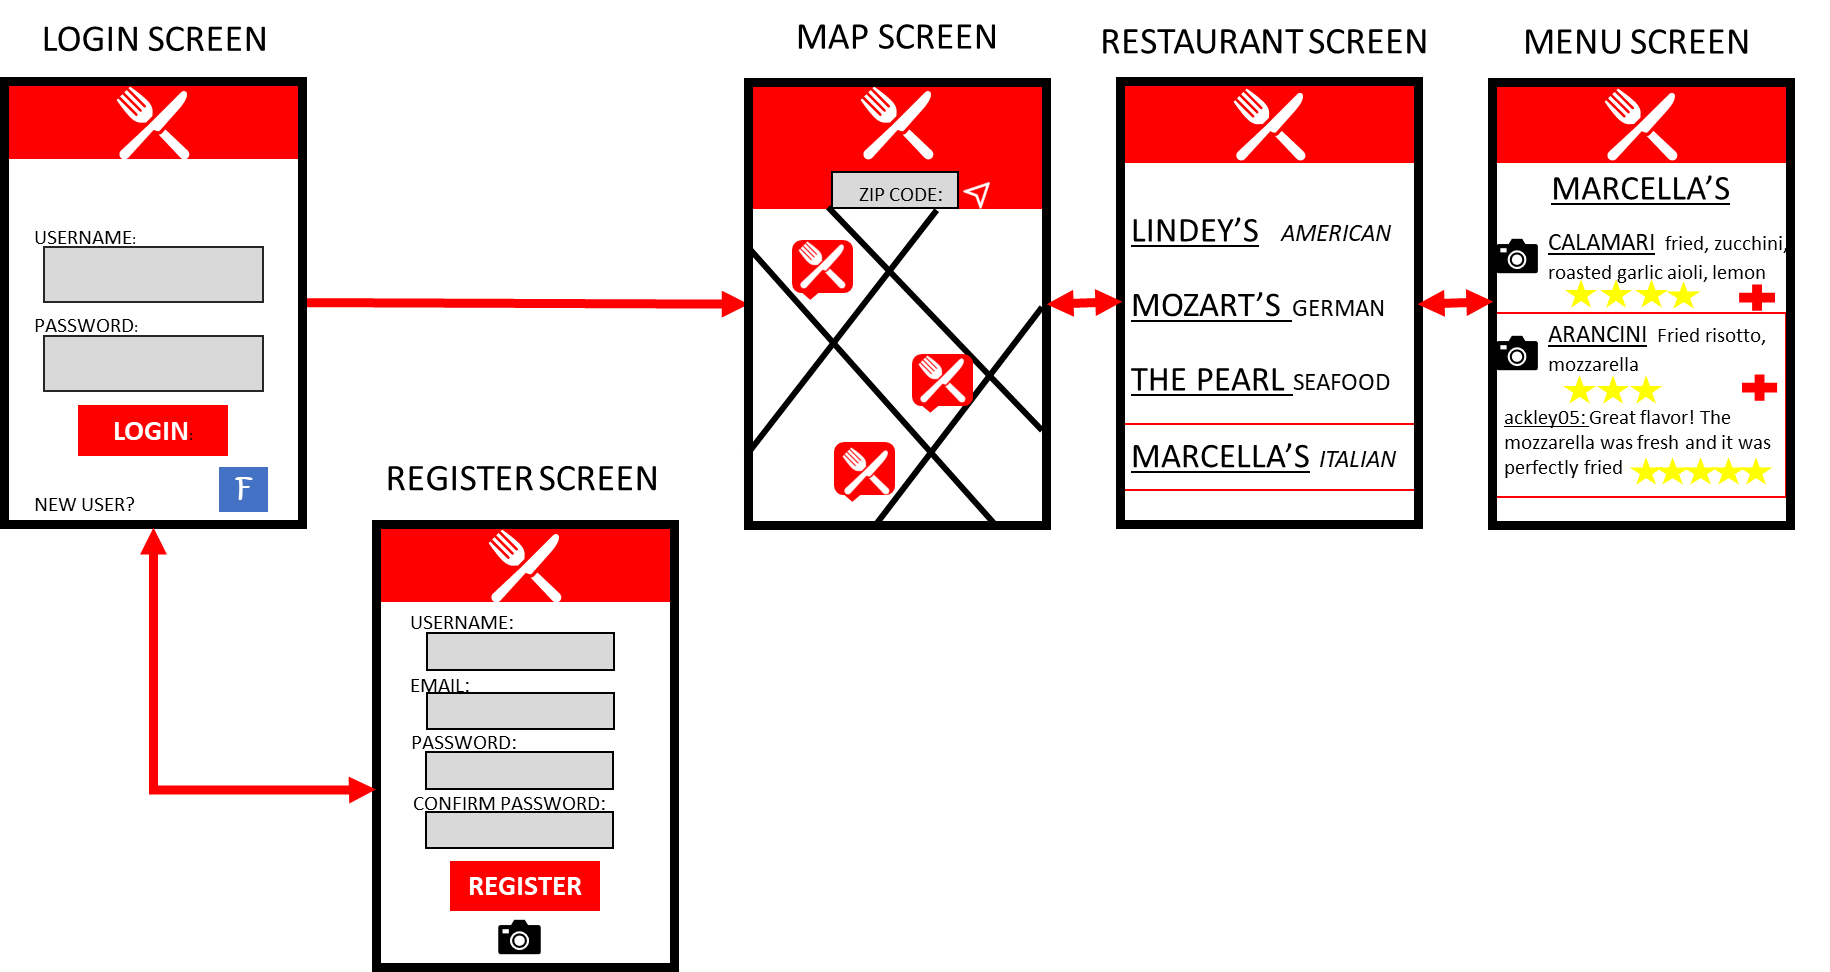 LOGIN SCREEN
USERNAME:
PASSWORD:
LOGIN:
NEW USER?
F
REGISTER SCREEN
USERNAME:
EMAIL:
PASSWORD:
CONFIRM PASSWORD:
REGISTER
MAP SCREEN
ZIP CODE:
RESTAURANT SCREEN
LINDEY’S AMERICAN
MOZART’S GERMAN
THE PEARL SEAFOOD
MARCELLA’S ITALIAN
MENU SCREEN
MARCELLA’S
CALAMARI fried, zucchini,
roasted garlic aioli, lemon
ARANCINI Fried risotto,
mozzarella
ackley05: Great flavor! The
mozzarella was fresh and it was
perfectly fried